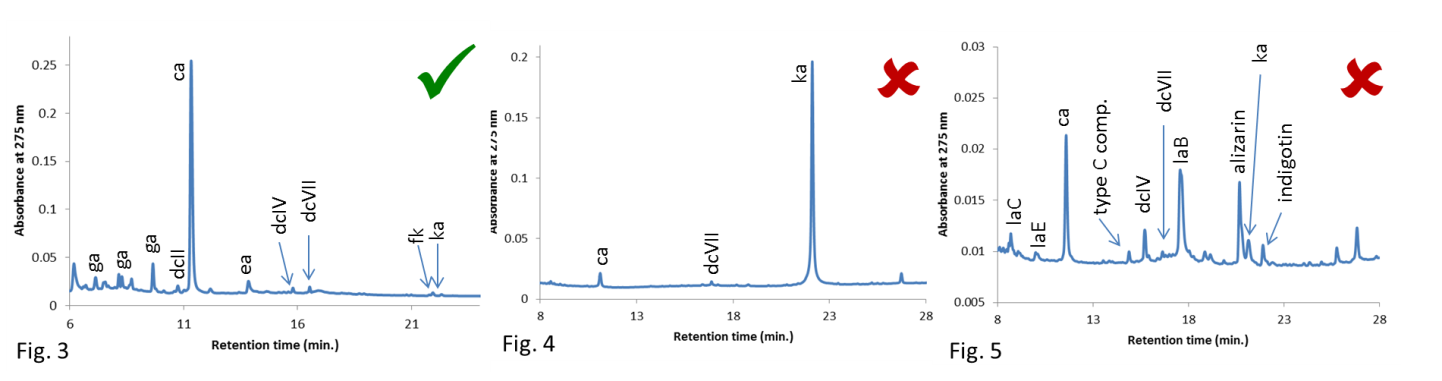 Absorbance at 275 nm
0.25
0.2
0.15
0.1
0.05
0
ga
ga
ga
dcII
ca
ea
dcIV
dcVII
fk
ka
6
11
16
21
Retention time (min.)
Fig. 3
Absorbance at 275 nm
0.2
0.15
0.1
0.05
0
ca
dcVII
ka
8
13
18
23
28
Retention time (min.)
Fig. 4
Absorbance at 275 nm
0.03
0.025
0.02
0.015
0.01
0.005
laC
laE
ca
type C comp.
dcIV
dcVII
laB
alizarin
ka
indigotin
8
13
18
23
28
Retention time (min.)
Fig. 5